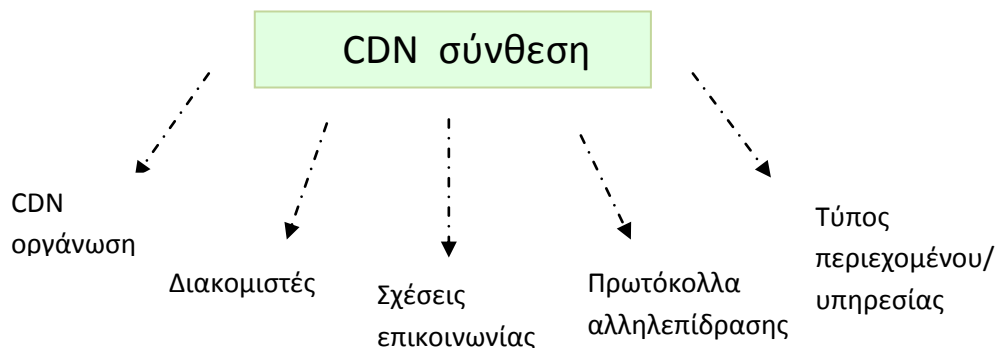 CDN σύνθεση
CDN
οργάνωση
Διακομιστές
Σχέσεις
επικοινωνίας
Πρωτόκολλα
αλληλεπίδρασης
Τύπος
περιεχομένου/
υπηρεσίας